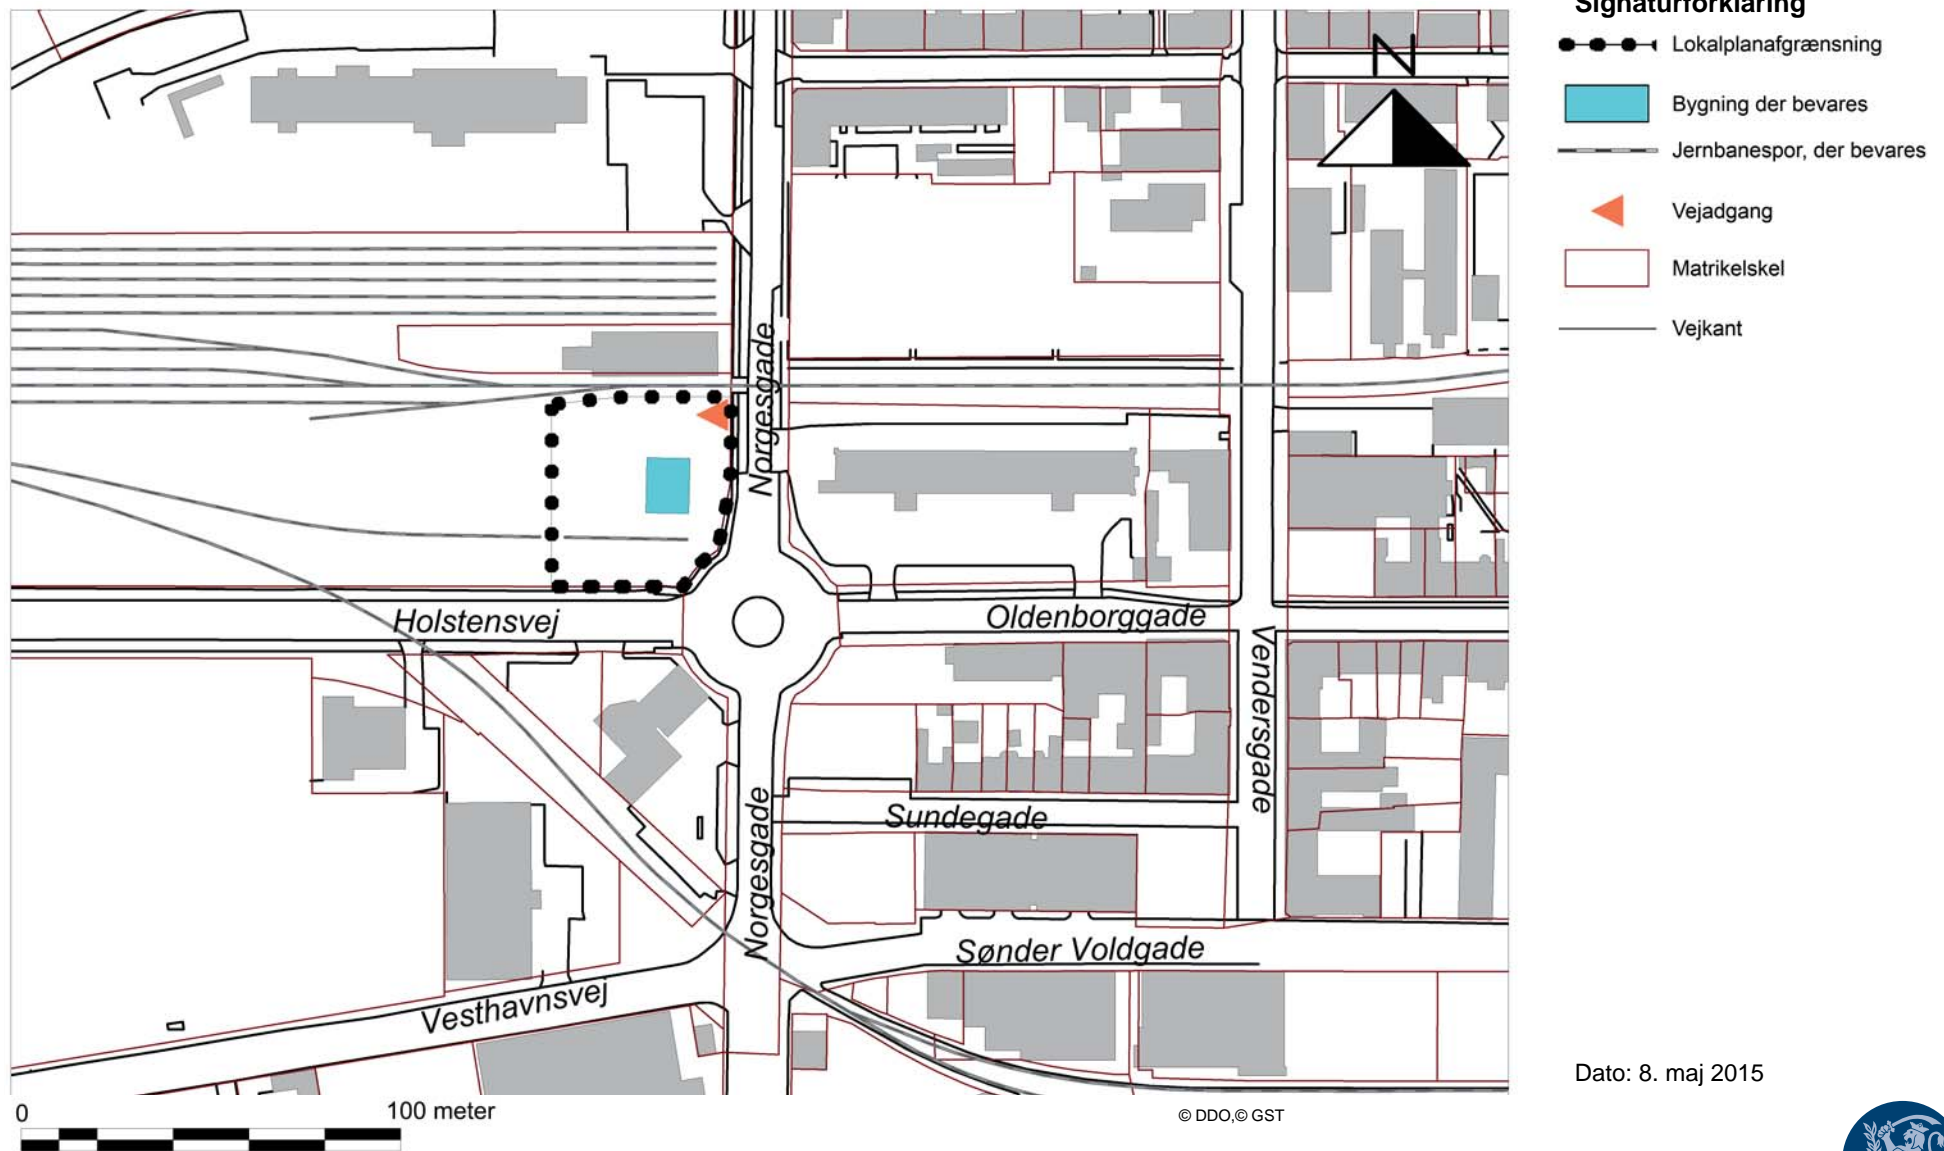 Signaturforklaring
Lokalplanafgrænsning
N
Bygning der bevares
Jernbanespor, der bevares
Vejadgang
Matrikelskel
Vejkant
Norgesgade
Holstensvej
Oldenborggade
Vendersgade
Sundegade
Norgesgade
Sønder Voldgade
Vesthavnsvej
Dato: 8. maj 2015
0
100 meter
© DDO,© GST